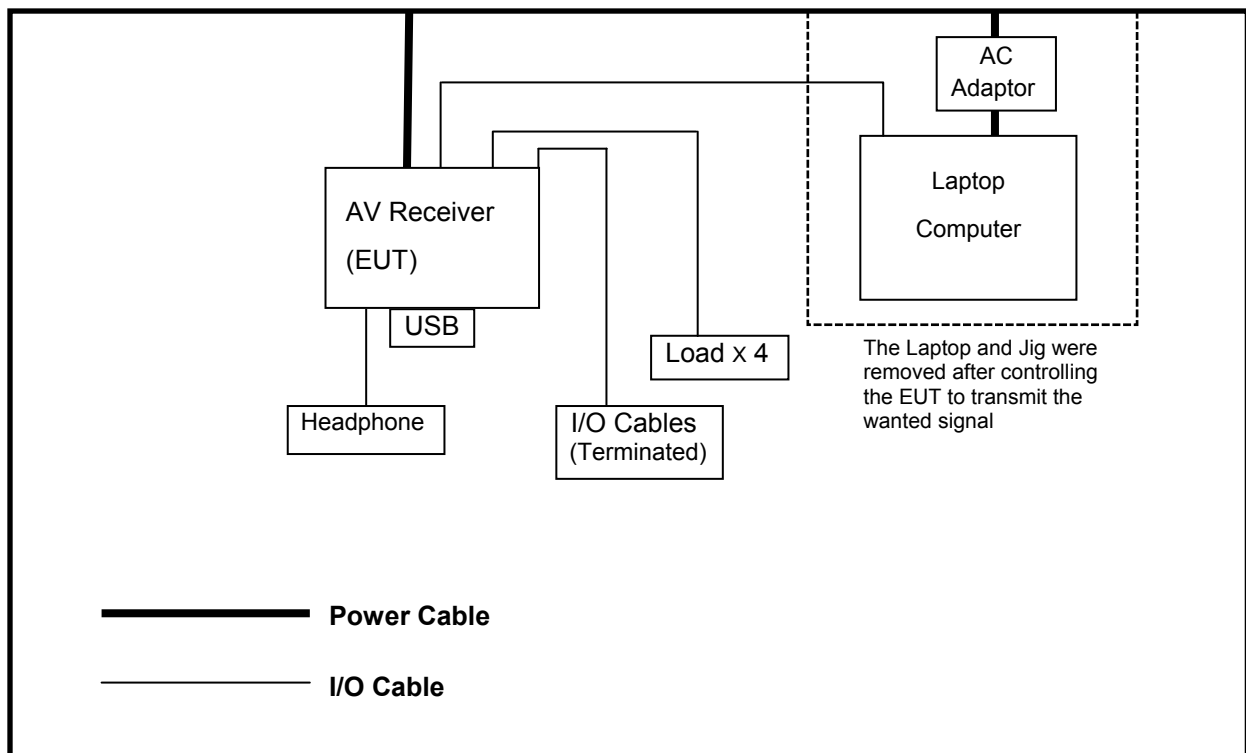 AC
Adaptor
Laptop
Computer
AV Receiver
(EUT)
USB
Load x 4
The Laptop and Jig were
removed after controlling
the EUT to transmit the
wanted signal
Headphone
I/O Cables
(Terminated)
Power Cable
I/O Cable